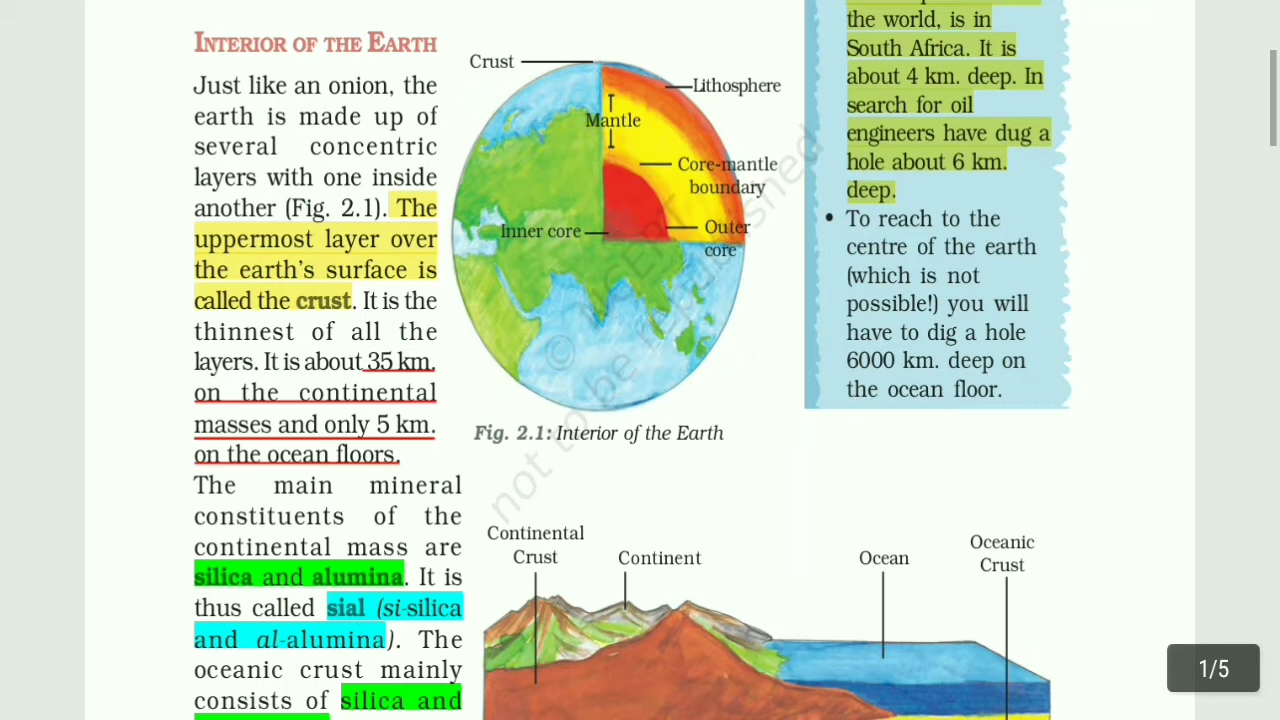 INTERIOR OF THE EARTH
Just like an onion, the
earth is made up of
several concentric
layers with one inside
another (Fig. 2.1). The
uppermost layer over
the earth's surface is
called the crust. It is the
thinnest of all the
layers. It is about 35 km.
on the continental
masses and only 5 km.
on the ocean floors.
The main mineral
constituents of the
continental mass are
silica and alumina. It is
thus called sial (si-silica
and al-alumina). The
oceanic crust mainly
consists of silica and
Crust
Lithosphere
Mantle
Core-mantle
boundary
Inner core
Outer
core
Fig. 2.1: Interior of the Earth
Continental
Crust
Continent
Ocean
Oceanic
Crust
the world, is in
South Africa. It is
about 4 km. deep. In
search for oil
engineers have dug a
hole about 6 km.
deep.
• To reach to the
centre of the earth
(which is not
possible!) you will
have to dig a hole
6000 km. deep on
the ocean floor.
not to be republished
1/5